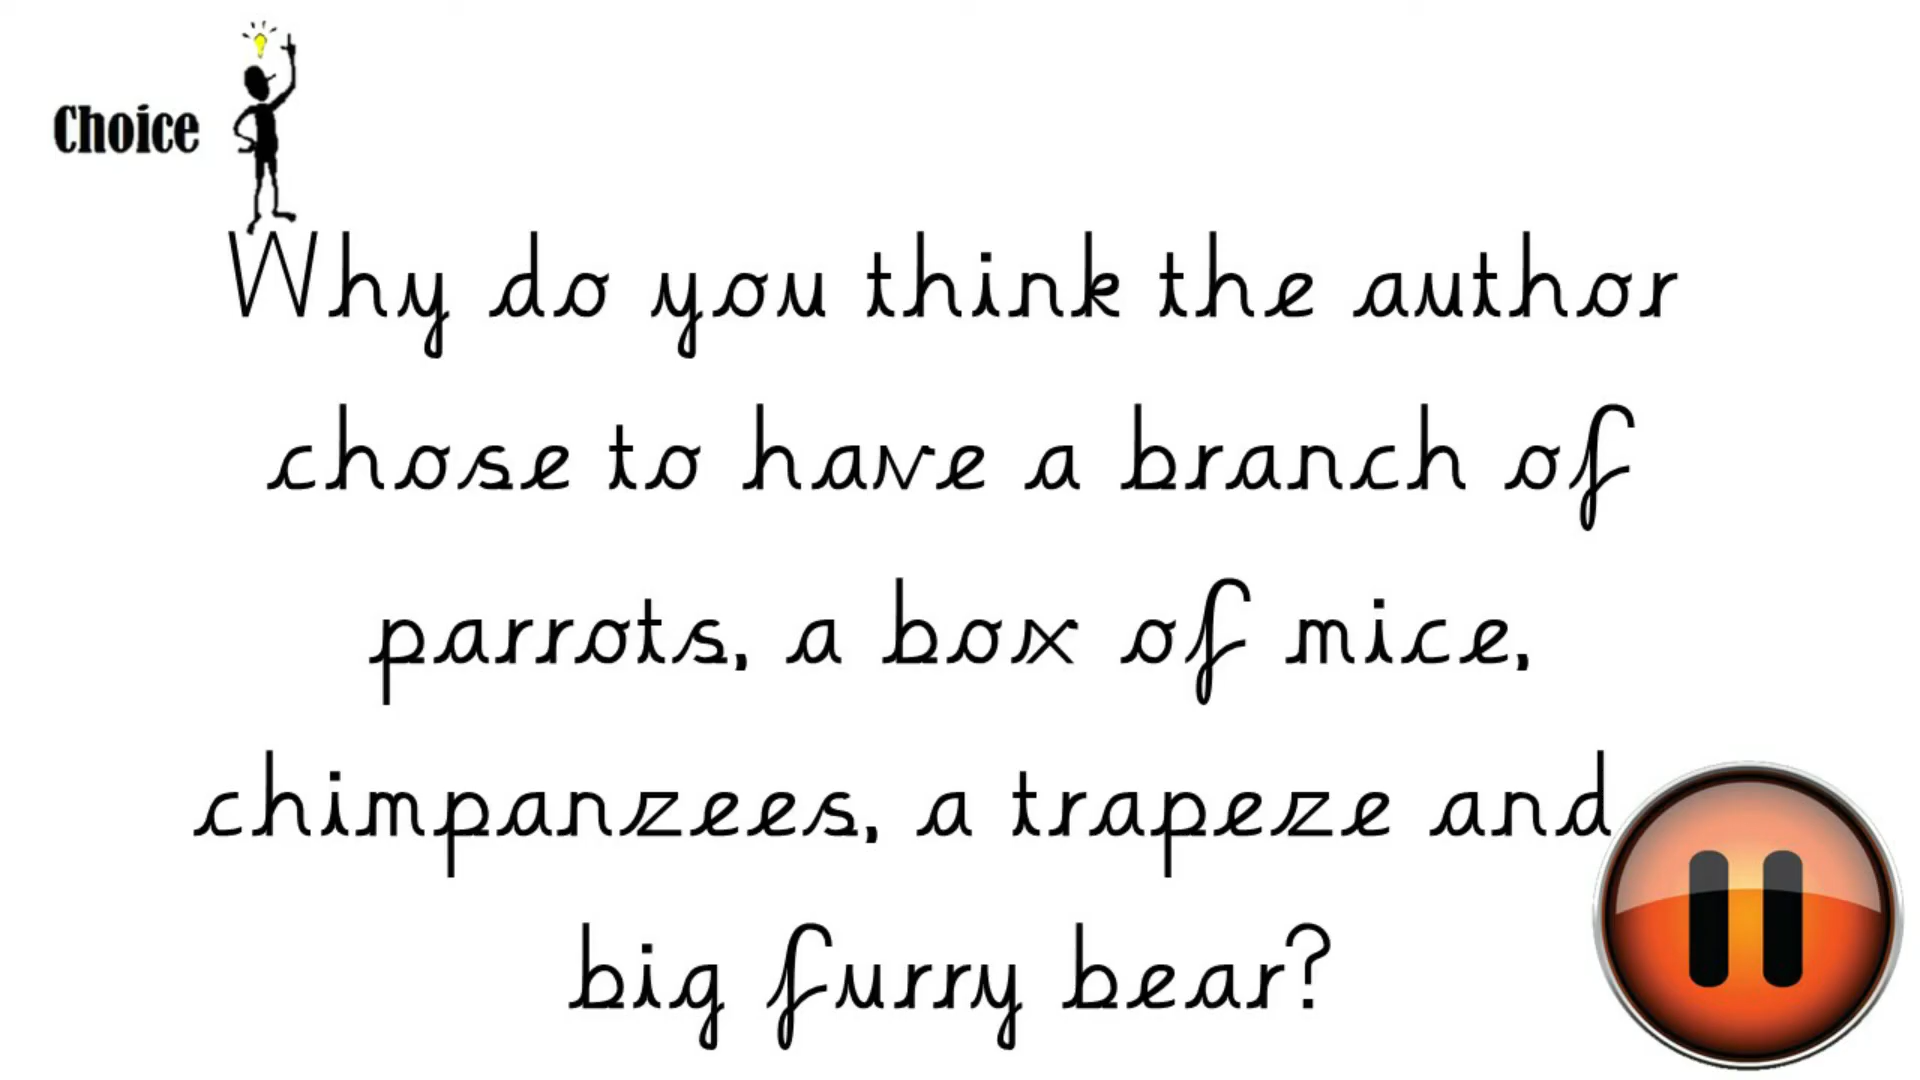 Choice
Why do you think the author
chose to have a branch of
parrots, a box of mice,
chimpanzees, a trapeze and
big furry bear?